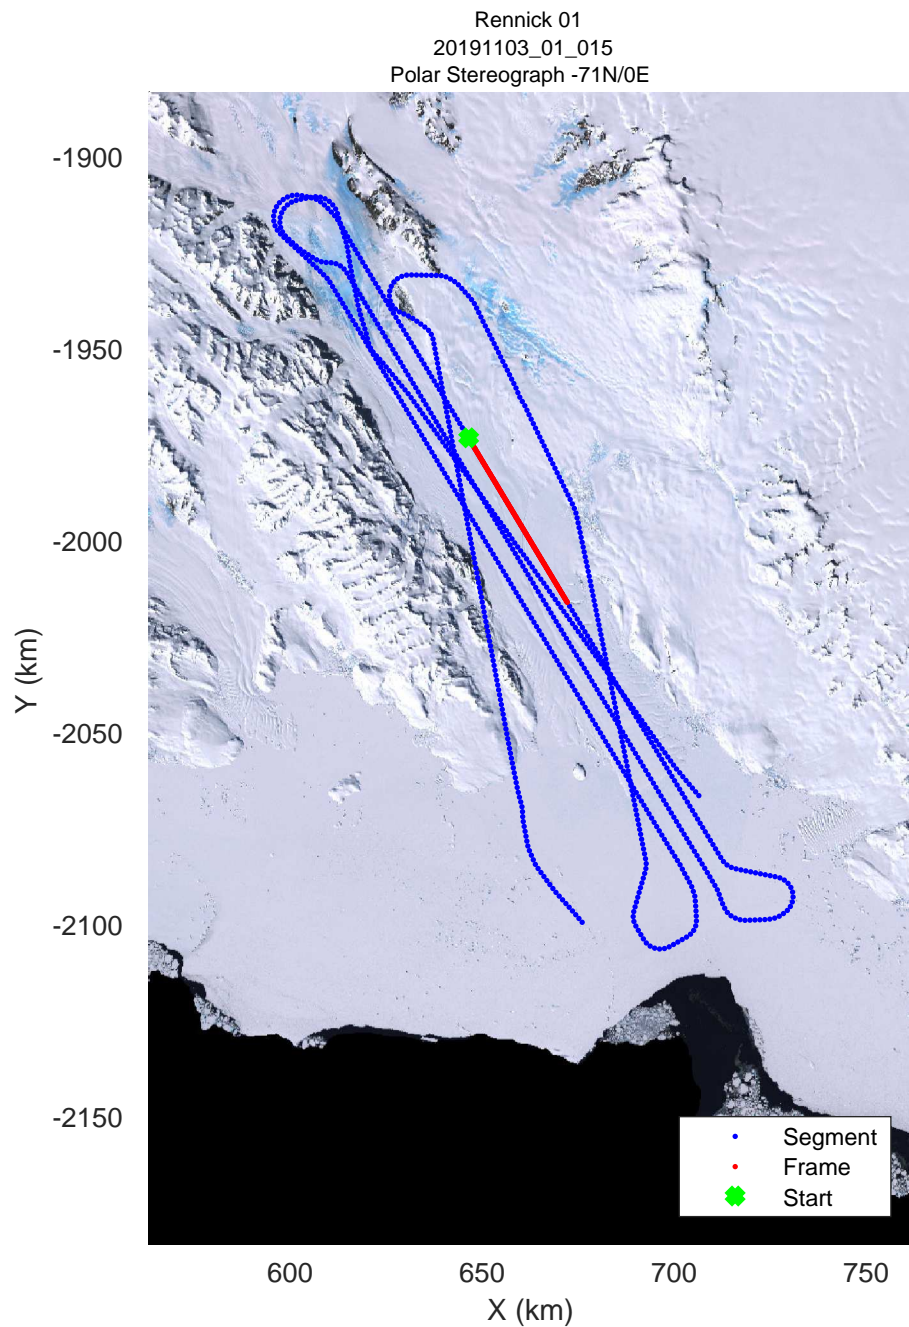 Rennick 01
20191103_01_015
Polar Stereograph -71N/0E
-1900
-1950
-2000
-2050
-2100
-2150
Y (km)
600
650
700
750
X (km)
Segment
Frame
Start